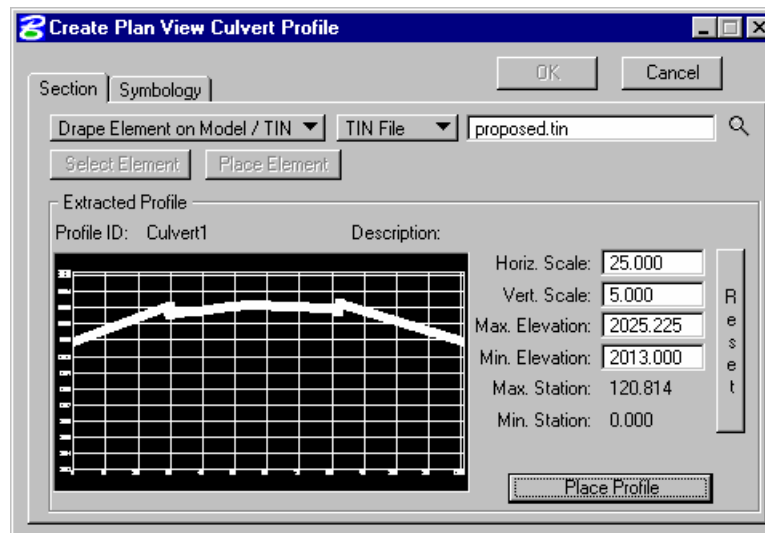 Create Plan View Culvert Profile
OK Cancel
Section Symbology
Drape Element on Model / TIN TIN File proposed.tin
Select Element Place Element
Extracted Profile
Profile ID: Culvert1 Description:
Horiz. Scale: 25.000
Vert. Scale: 5.000
Max. Elevation: 2025.225
Min. Elevation: 2013.000
Max. Station: 120.814
Min. Station: 0.000
Reset
Place Profile